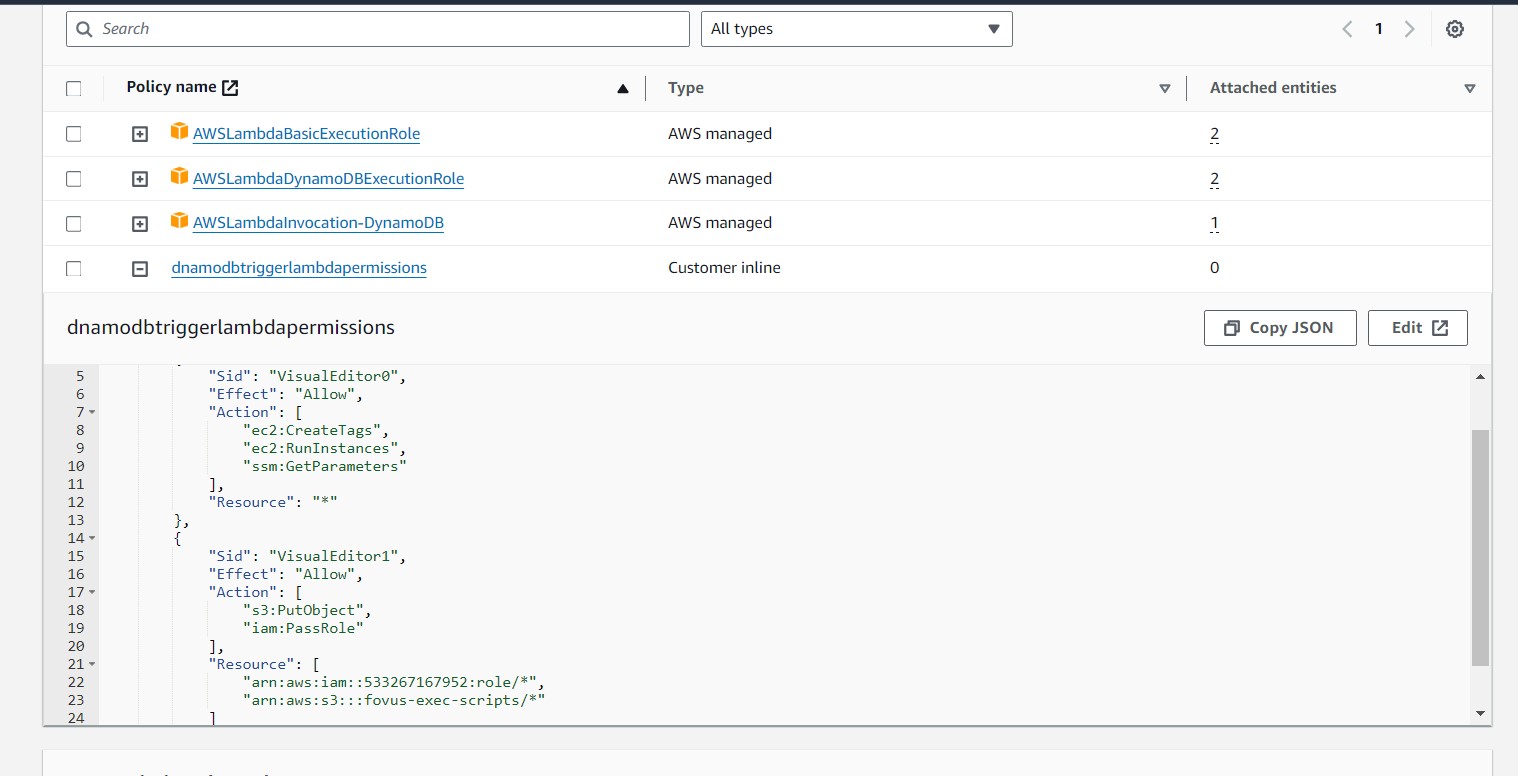 Search
All types
1
Policy name
Type
Attached entities
AWSLambdaBasicExecutionRole
AWS managed
2
AWSLambdaDynamoDBExecutionRole
AWS managed
2
AWSLambdaInvocation-DynamoDB
AWS managed
1
dnamodbtriggerlambdapermissions
Customer inline
0
dnamodbtriggerlambdapermissions
Copy JSON
Edit
5 "Sid": "VisualEditor0",
6 "Effect": "Allow",
7 "Action": [
8 "ec2:CreateTags",
9 "ec2:RunInstances",
10 "ssm:GetParameters"
11 ],
12 "Resource": "*"
13 },
14 {
15 "Sid": "VisualEditor1",
16 "Effect": "Allow",
17 "Action": [
18 "s3:PutObject",
19 "iam:PassRole"
20 ],
21 "Resource": [
22 "arn:aws:iam::533267167952:role/*",
23 "arn:aws:s3:::fovus-exec-scripts/*"
24 ]